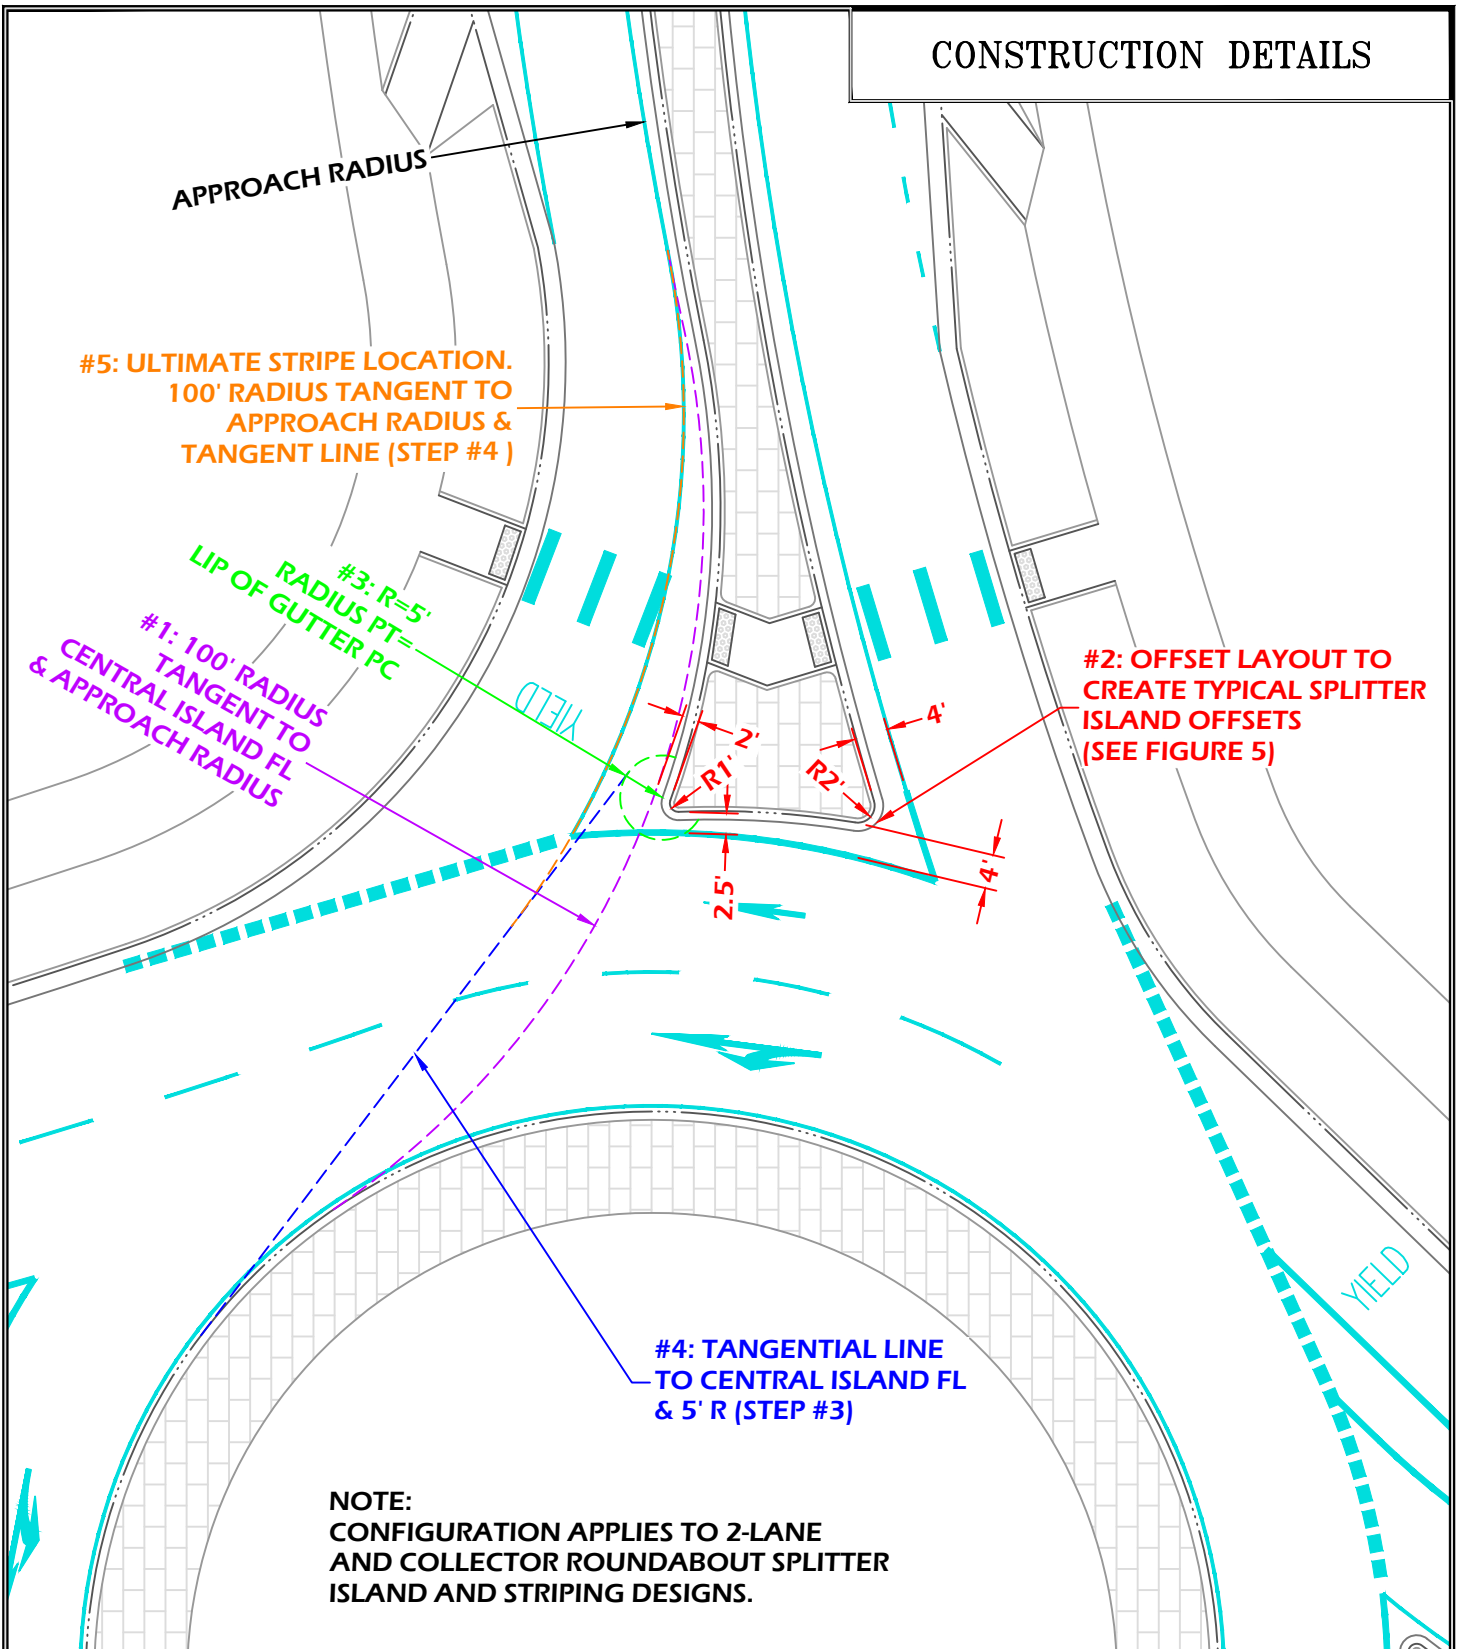 CONSTRUCTION DETAILS
APPROACH RADIUS
#5: ULTIMATE STRIPE LOCATION.
100' RADIUS TANGENT TO
APPROACH RADIUS &
TANGENT LINE (STEP #4 )
#3: R=5'
RADIUS PT=
LIP OF GUTTER PC
#1: 100' RADIUS
TANGENT TO
CENTRAL ISLAND FL
& APPROACH RADIUS
YIELD
#2: OFFSET LAYOUT TO
CREATE TYPICAL SPLITTER
ISLAND OFFSETS
(SEE FIGURE 5)
4'
2'
R1'
R2'
4'
2.5'
YIELD
#4: TANGENTIAL LINE
TO CENTRAL ISLAND FL
& 5' R (STEP #3)
NOTE:
CONFIGURATION APPLIES TO 2-LANE
AND COLLECTOR ROUNDABOUT SPLITTER
ISLAND AND STRIPING DESIGNS.